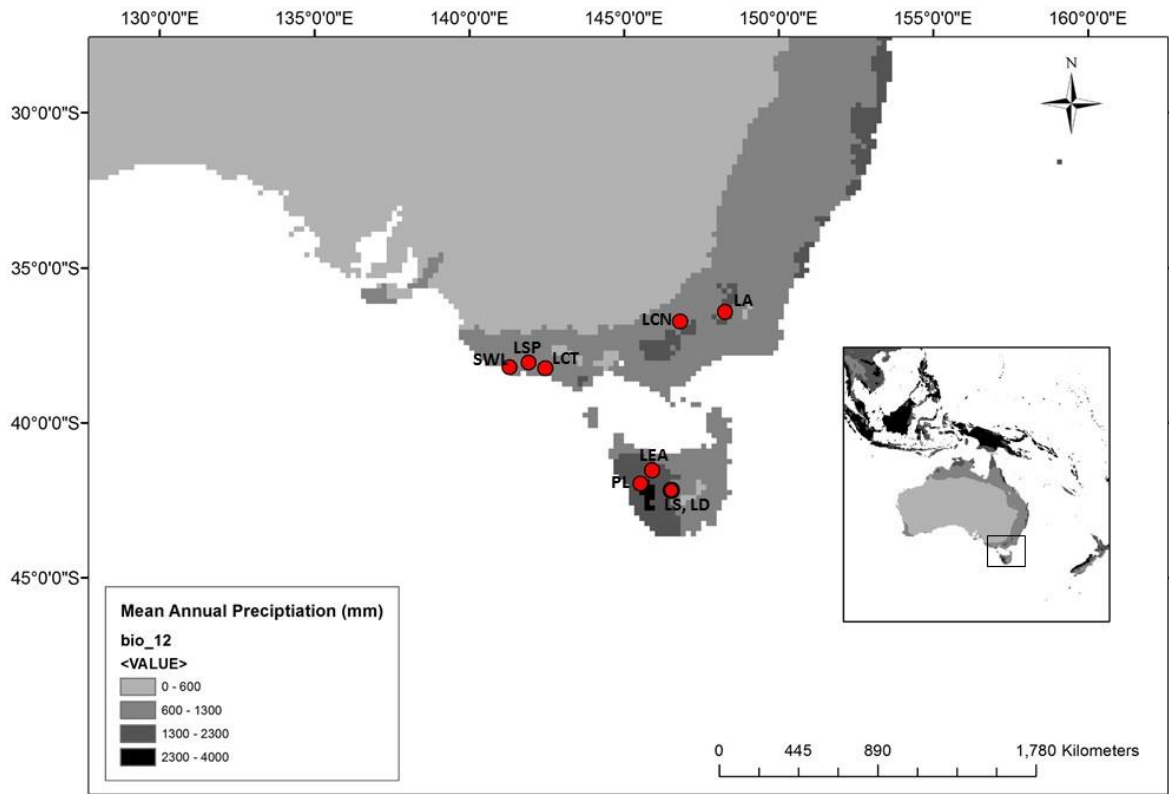 130°0'0"E 135°0'0"E 140°0'0"E 145°0'0"E 150°0'0"E 155°0'0"E 160°0'0"E
N
30°0'0"S
35°0'0"S
LA
LCN
LSP
SWL LCT
40°0'0"S
LEA
PL
LS, LD
45°0'0"S
Mean Annual Preciptiation (mm)
bio_12
<VALUE>
0 - 600
600 - 1300
1300 - 2300
2300 - 4000
0 445 890 1,780 Kilometers